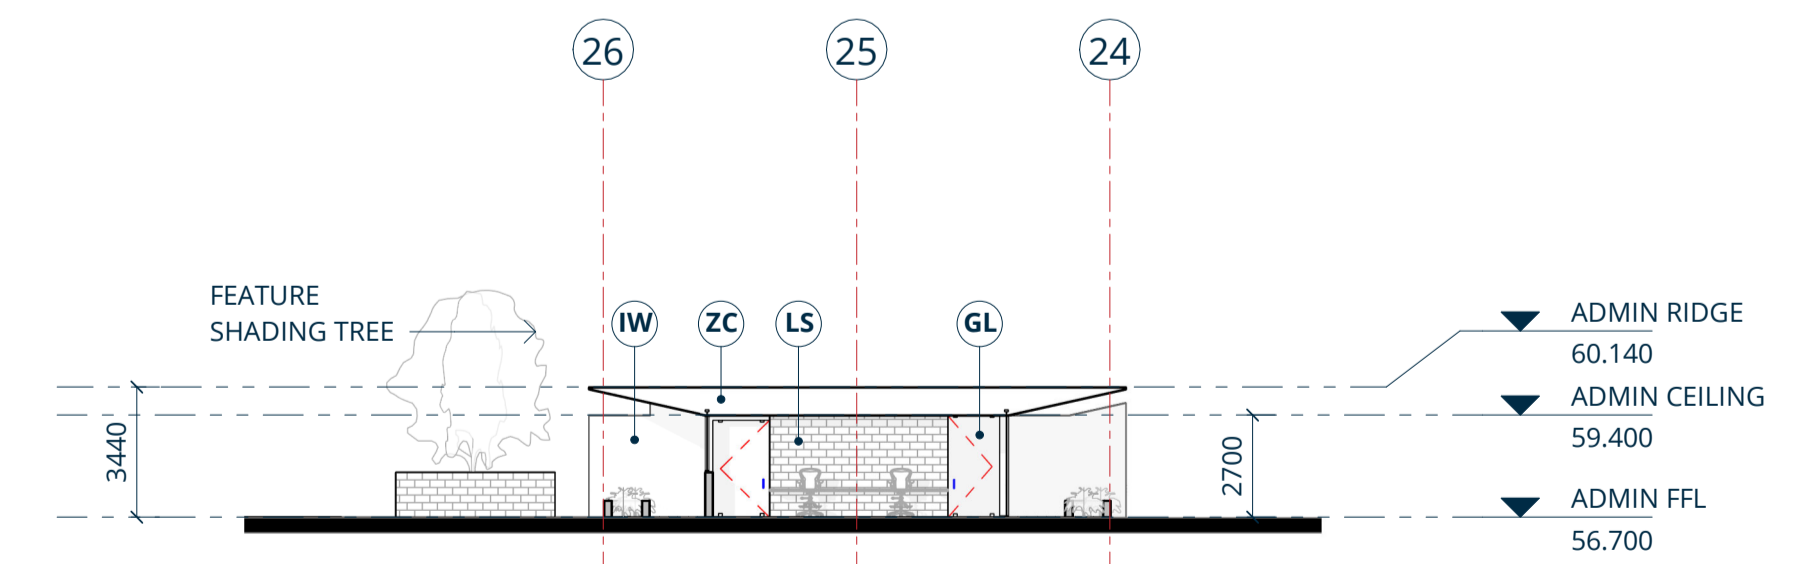 26
25
24
FEATURE
SHADING TREE
IW
ZC
LS
GL
ADMIN RIDGE
60.140
ADMIN CEILING
59.400
3440
2700
ADMIN FFL
56.700